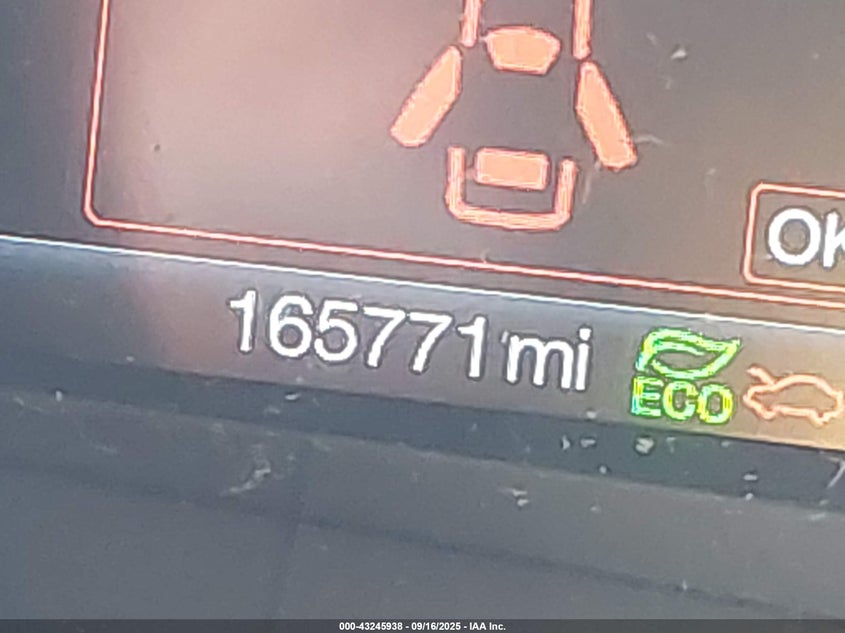 OK
165771 mi
ECO
000-43245938 - 09/16/2025 - IAA Inc.